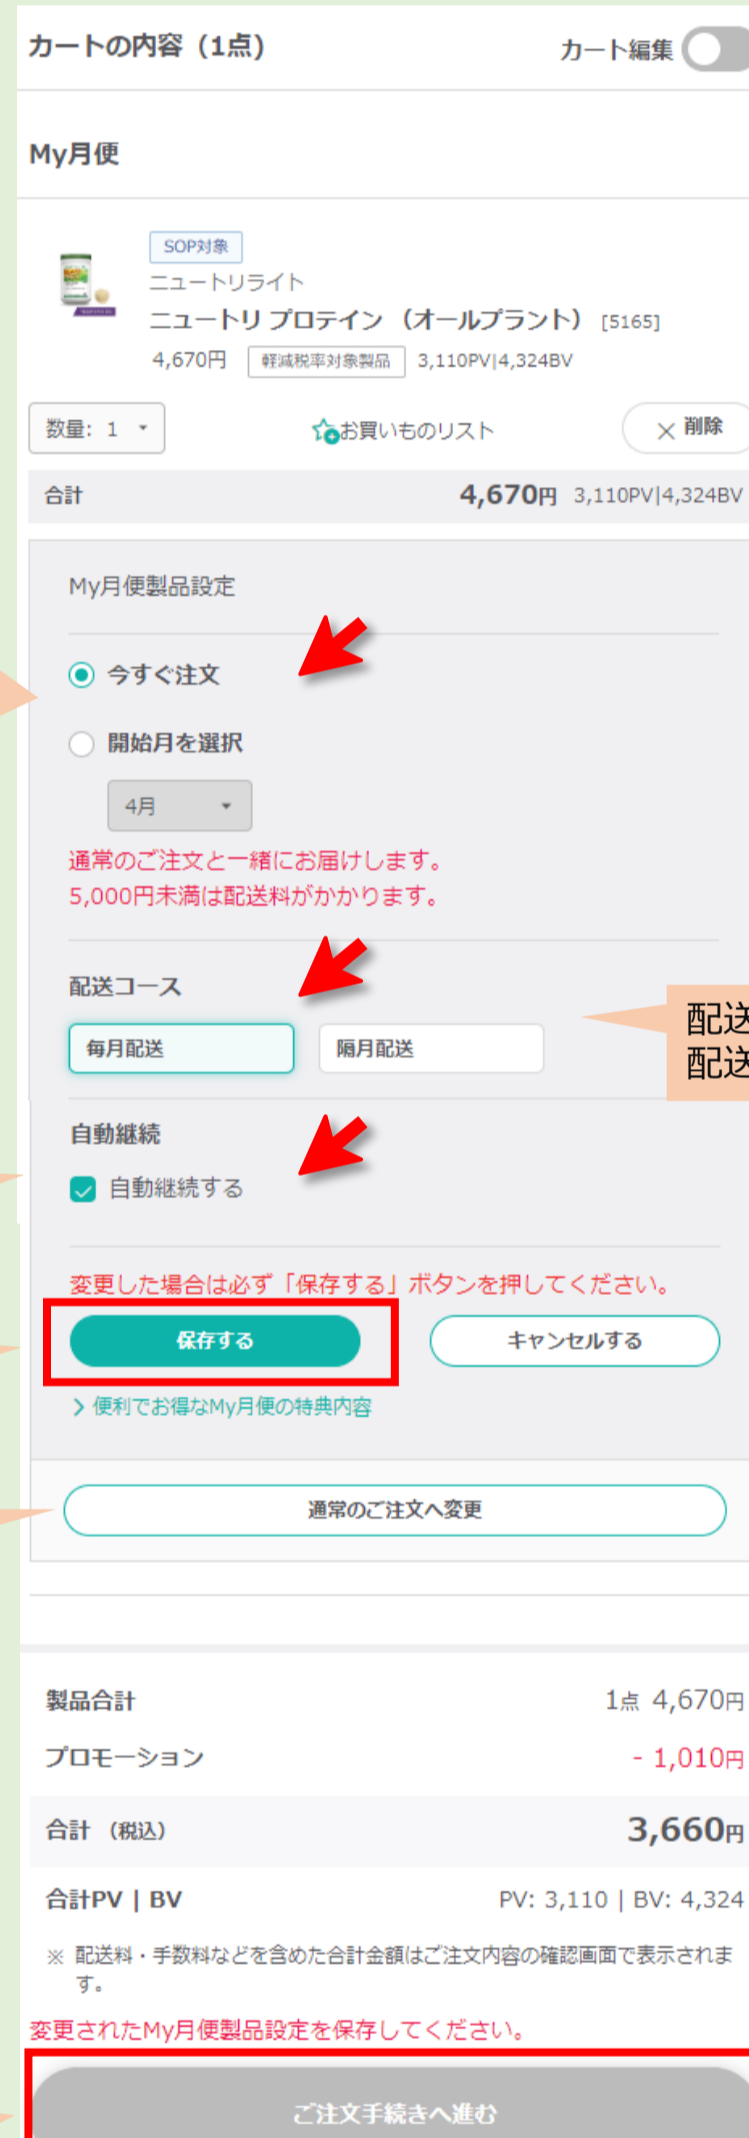 カートの内容（1点）
カート編集
My月便
SOP対象
ニュートリライト
ニュートリ プロテイン （オールプラント） [5165]
4,670円 軽減税率対象製品 3,110PV|4,324BV
数量: 1
お買いものリスト
削除
合計 4,670円 3,110PV|4,324BV
My月便製品設定
今すぐ注文
開始月を選択
4月
通常のご注文と一緒にお届けします。
5,000円未満は配送料がかかります。
配送コース
配送
毎月配送
隔月配送
配送
自動継続
自動継続する
変更した場合は必ず「保存する」ボタンを押してください。
保存する
キャンセルする
便利でお得なMy月便の特典内容
通常のご注文へ変更
製品合計 1点 4,670円
プロモーション - 1,010円
合計 （税込） 3,660円
合計PV | BV PV: 3,110 | BV: 4,324
※ 配送料・手数料などを含めた合計金額はご注文内容の確認画面で表示されま
す。
変更されたMy月便製品設定を保存してください。
ご注文手続きへ進む